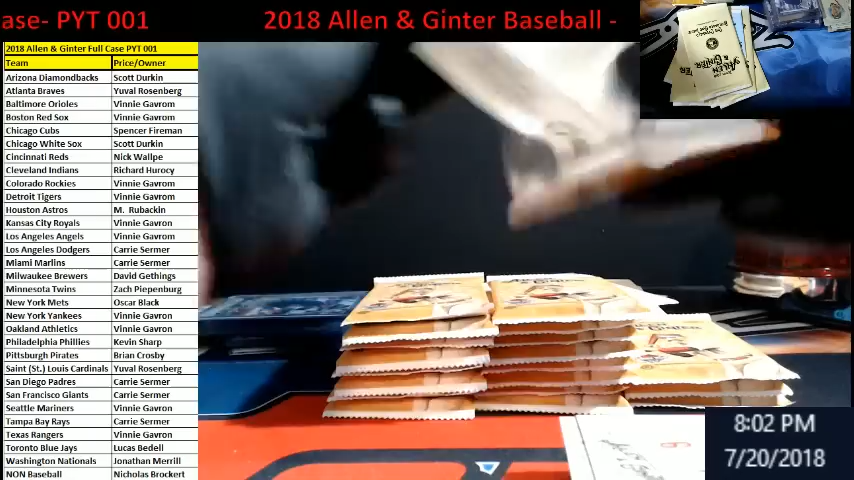 ase- PYT 001
2018 Allen & Ginter Baseball -
2018 Allen & Ginter Full Case PYT 001
Team Price/Owner
Arizona Diamondbacks Scott Durkin
Atlanta Braves Yuval Rosenberg
Baltimore Orioles Vinnie Gavrom
Boston Red Sox Vinnie Gavrom
Chicago Cubs Spencer Fireman
Chicago White Sox Scott Durkin
Cincinnati Reds Nick Wallpe
Cleveland Indians Richard Hurocy
Colorado Rockies Vinnie Gavrom
Detroit Tigers Vinnie Gavrom
Houston Astros M. Rubackin
Kansas City Royals Vinnie Gavron
Los Angeles Angels Vinnie Gavrom
Los Angeles Dodgers Carrie Sermer
Miami Marlins Carrie Sermer
Milwaukee Brewers David Gethings
Minnesota Twins Zach Piepenburg
New York Mets Oscar Black
New York Yankees Vinnie Gavron
Oakland Athletics Vinnie Gavron
Philadelphia Phillies Kevin Sharp
Pittsburgh Pirates Brian Crosby
Saint (St.) Louis Cardinals Yuval Rosenberg
San Diego Padres Carrie Sermer
San Francisco Giants Carrie Sermer
Seattle Mariners Vinnie Gavron
Tampa Bay Rays Carrie Sermer
Texas Rangers Vinnie Gavron
Toronto Blue Jays Lucas Bedell
Washington Nationals Jonathan Merrill
NON Baseball Nicholas Brockert
ALLEN
& GINTER
8:02 PM
7/20/2018